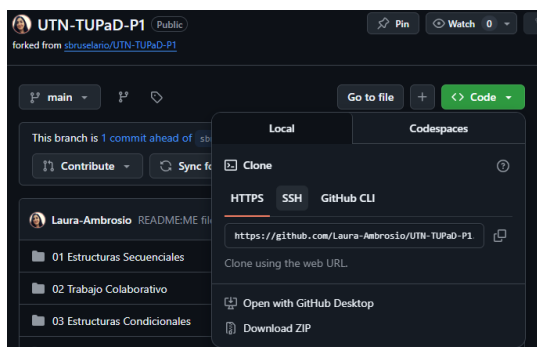 UTN-TUPaD-P1 Public
Pin
Watch 0
forked from sbruselario/UTN-TUPaD-P1
main
Go to file
Code
This branch is 1 commit ahead of
Contribute
Sync
Local
Codespaces
Clone
HTTPS
SSH
GitHub CLI
https://github.com/Laura-Ambrosio/UTN-TUPaD-P1.
Clone using the web URL.
Open with GitHub Desktop
Download ZIP
Laura-Ambrosio README:ME
01 Estructuras Secuenciales
02 Trabajo Colaborativo
03 Estructuras Condicionales